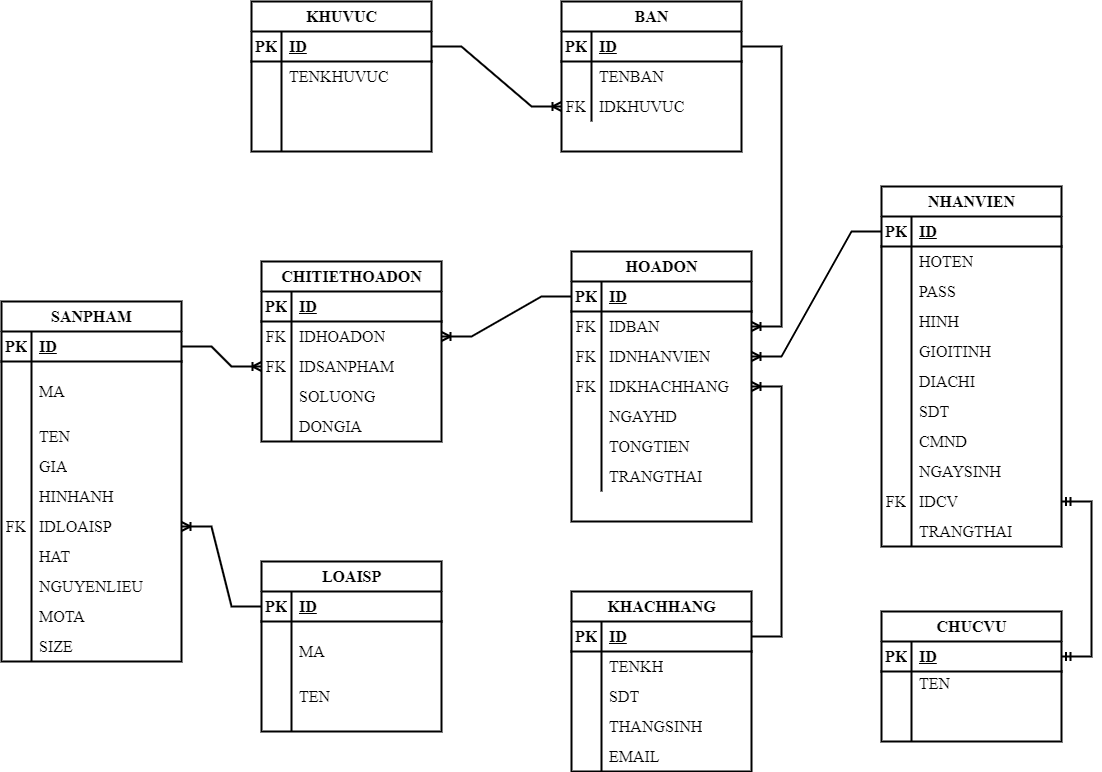 KHUVUC
PK ID
TENKHUVUC
BAN
PK ID
TENBAN
FK IDKHUVUC
NHANVIEN
PK ID
HOTEN
PASS
HINH
GIOITINH
DIACHI
SDT
CMND
NGAYSINH
FK IDCV
TRANGTHAI
HOADON
PK ID
FK IDBAN
FK IDNHANVIEN
FK IDKHACHHANG
NGAYHD
TONGTIEN
TRANGTHAI
CHITIETHOADON
PK ID
FK IDHOADON
FK IDSANPHAM
SOLUONG
DONGIA
SANPHAM
PK ID
MA
TEN
GIA
HINHANH
FK IDLOAISP
HAT
NGUYENLIEU
MOTA
SIZE
LOAISP
PK ID
MA
TEN
KHACHHANG
PK ID
TENKH
SDT
THANGSINH
EMAIL
CHUCVU
PK ID
TEN